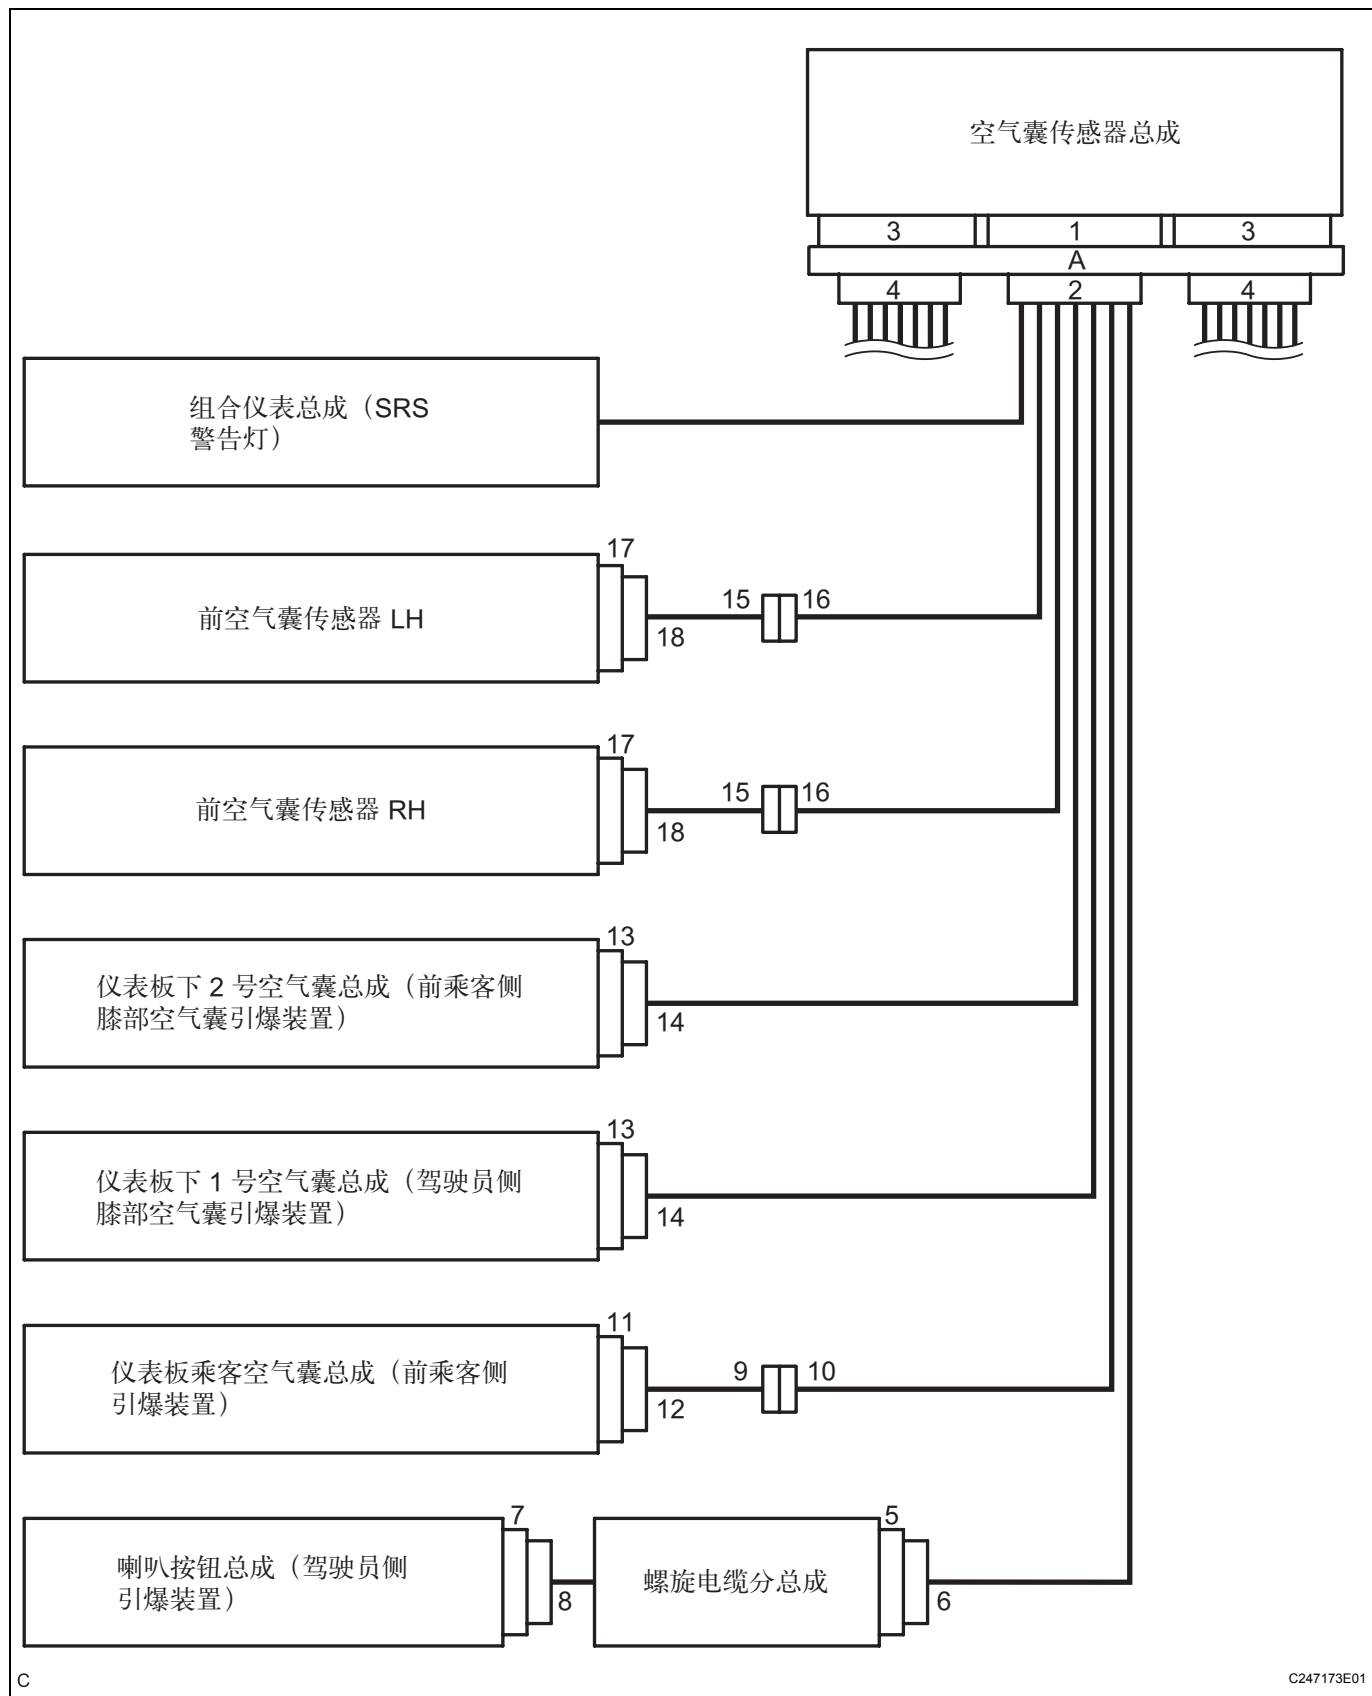 空气囊传感器总成
3
1
3
A
4
2
4
组合仪表总成（SRS
警告灯）
17
前空气囊传感器 LH
15
16
18
17
前空气囊传感器 RH
15
16
18
13
仪表板下 2 号空气囊总成（前乘客侧
膝部空气囊引爆装置）
14
13
仪表板下 1 号空气囊总成（驾驶员侧
膝部空气囊引爆装置）
14
11
仪表板乘客空气囊总成（前乘客侧
引爆装置）
9
10
12
7
5
喇叭按钮总成（驾驶员侧
引爆装置）
螺旋电缆分总成
8
6
C
C247173E01